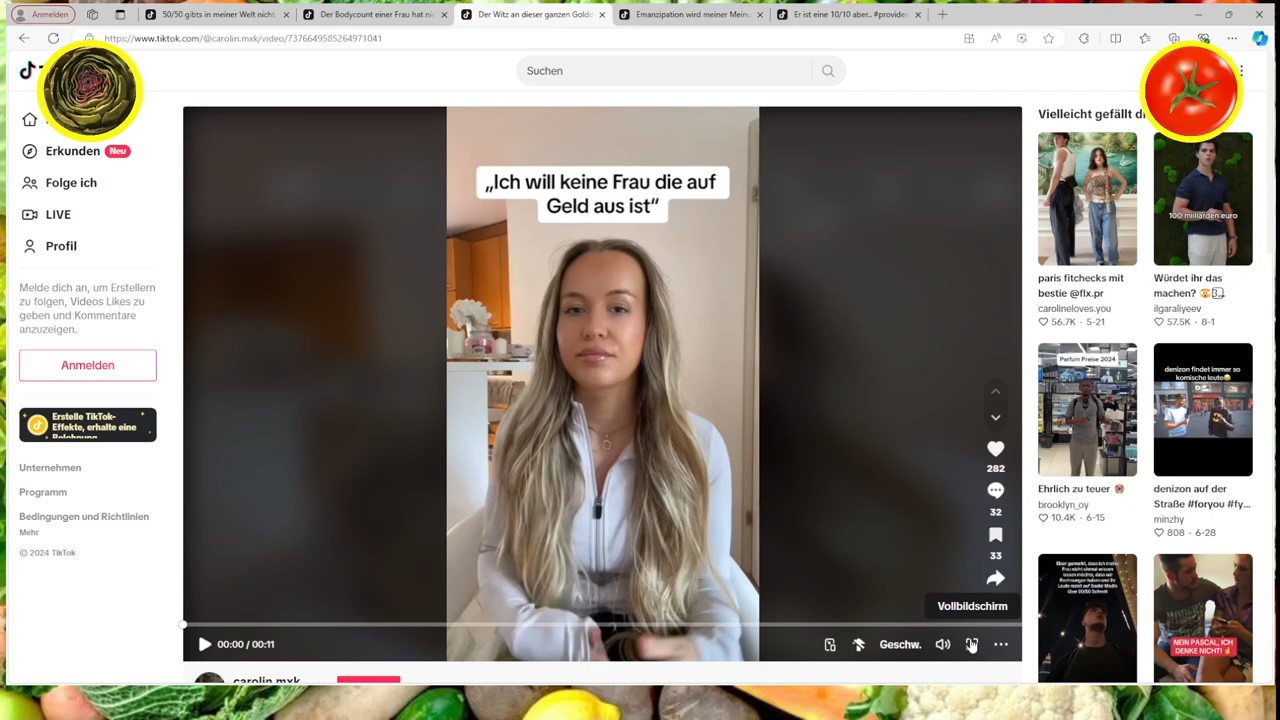 Anmelden
50/50 gibts in meiner Welt nicht.
Der Bodycount einer Frau hat nic
Der Witz an dieser ganzen Goldd
Emanzipation wird meiner Meinu
Er ist eine 10/10 aber.. #provider
https://www.tiktok.com/@carolin.mxk/video/7376649585264971041
Suchen
Erkunden Neu
Folge ich
LIVE
Profil
Melde dich an, um Erstellern
zu folgen, Videos Likes zu
geben und Kommentare
anzuzeigen.
Anmelden
Erstelle TikTok-
Effekte, erhalte eine
Belohnung
Unternehmen
Programm
Bedingungen und Richtlinien
Mehr
© 2024 TikTok
„Ich will keine Frau die auf
Geld aus ist“
282
32
33
Vollbildschirm
00:00 / 00:11
Geschw.
carolin.mxk
Vielleicht gefällt di
paris fitchecks mit
bestie @flx.pr
carolineloves.you
56.7K · 5-21
100 milliarden euro
Würdet ihr das
machen?
ilgaraliyeev
57.5K · 8-1
Parfum Preise 2024
Ehrlich zu teuer
brooklyn_oy
10.4K · 6-15
denizon findet immer so
komische leute
denizon auf der
Straße #foryou #fy...
minzhy
808 · 6-28
NEIN PASCAL, ICH
DENKE NICHT!